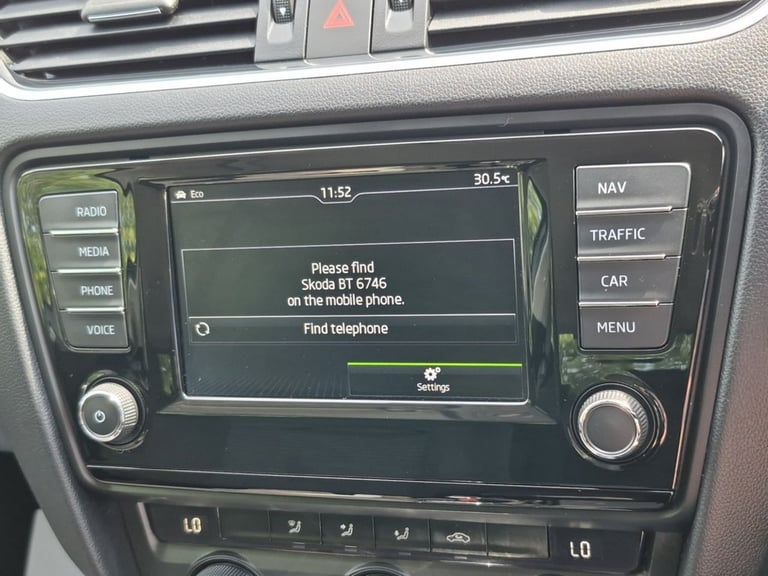 Eco 11:52 30.5°C
RADIO
MEDIA
PHONE
VOICE
Please find
Skoda BT 6746
on the mobile phone.
Find telephone
Settings
NAV
TRAFFIC
CAR
MENU
LO LO